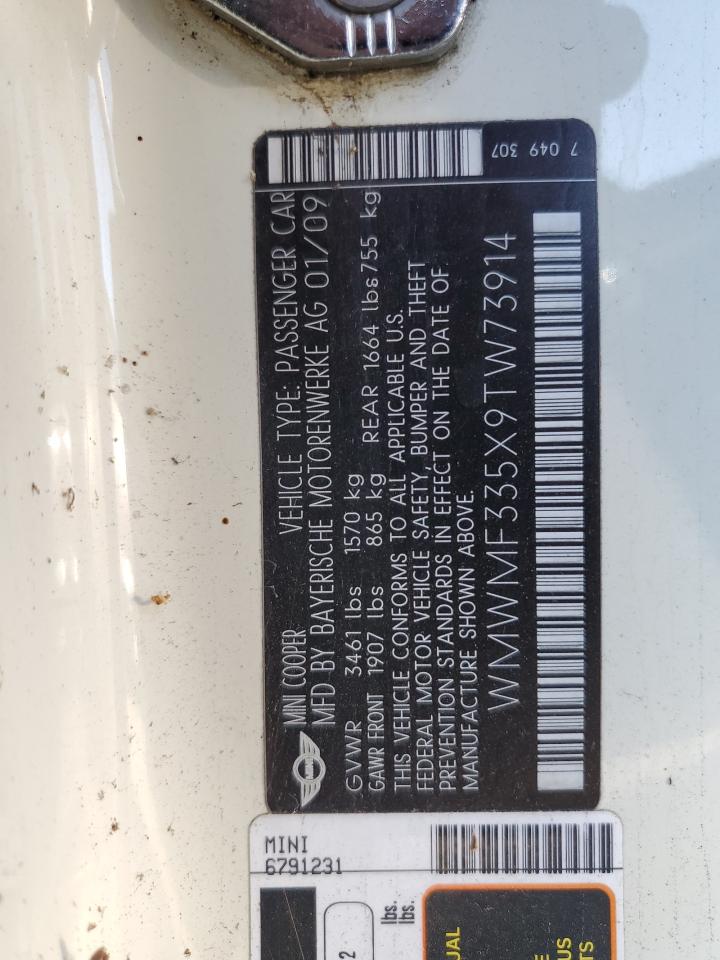 7 049 307
MINI COOPER VEHICLE TYPE: PASSENGER CAR
MFD BY BAYERISCHE MOTORENWERKE AG 01/09
GVWR 3461 lbs 1570 kg
GAWR FRONT 1907 lbs 865 kg REAR 1664 lbs 755 kg
THIS VEHICLE CONFORMS TO ALL APPLICABLE U.S.
FEDERAL MOTOR VEHICLE SAFETY, BUMPER AND THEFT
PREVENTION STANDARDS IN EFFECT ON THE DATE OF
MANUFACTURE SHOWN ABOVE.
WMWMF335X9TW73914
MINI
6791231
lbs.
lbs.
2